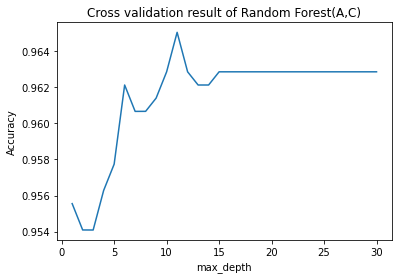 Cross validation result of Random Forest(A,C)
Accuracy
0.964
0.962
0.960
0.958
0.956
0.954
0 5 10 15 20 25 30
max_depth